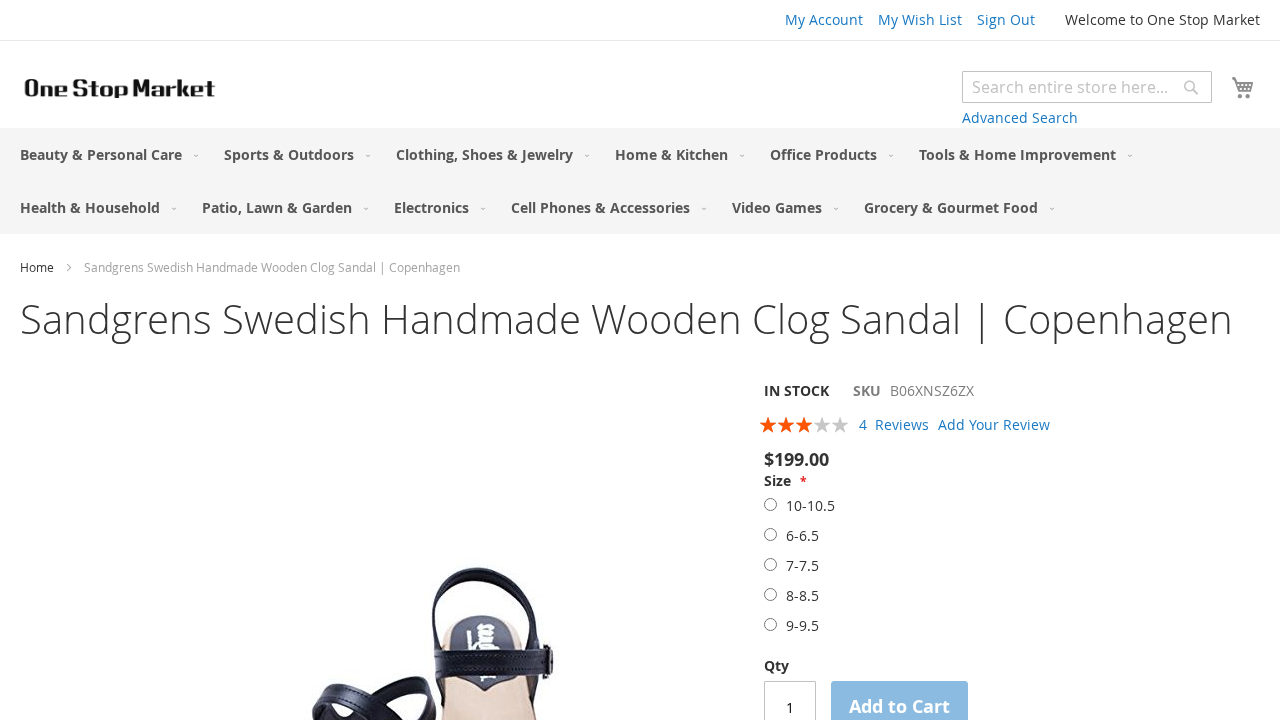 My Account My Wish List Sign Out Welcome to One Stop Market
One Stop Market
Search entire store here...
Advanced Search
Beauty & Personal Care Sports & Outdoors Clothing, Shoes & Jewelry Home & Kitchen Office Products Tools & Home Improvement
Health & Household Patio, Lawn & Garden Electronics Cell Phones & Accessories Video Games Grocery & Gourmet Food
Home Sandgrens Swedish Handmade Wooden Clog Sandal | Copenhagen
Sandgrens Swedish Handmade Wooden Clog Sandal | Copenhagen
IN STOCK SKU B06XNSZ6ZX
4 Reviews Add Your Review
$199.00
Size *
10-10.5
6-6.5
7-7.5
8-8.5
9-9.5
Qty
1 Add to Cart